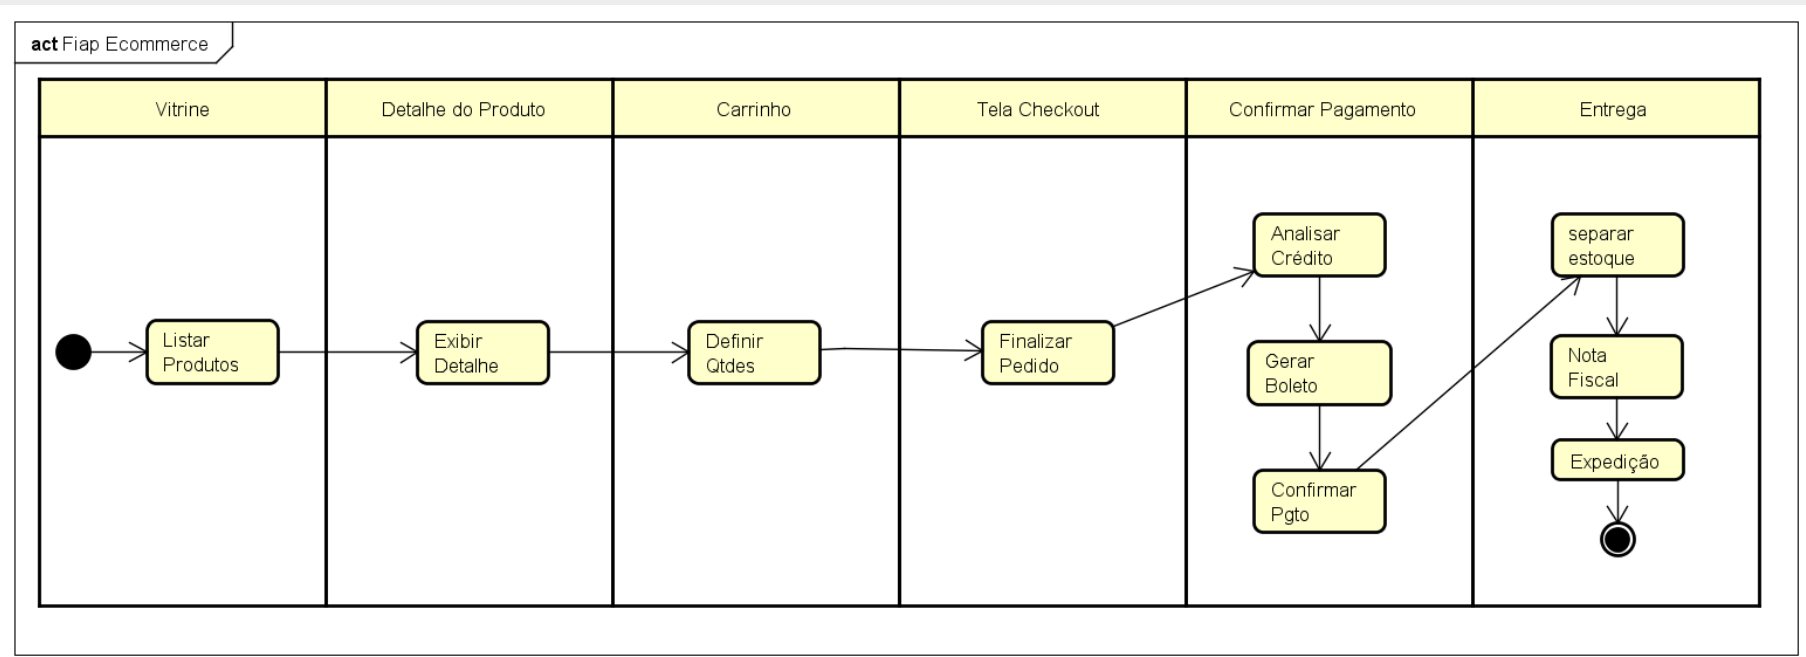 act Fiap Ecommerce
Vitrine
Detalhe do Produto
Carrinho
Tela Checkout
Confirmar Pagamento
Entrega
Listar
Produtos
Exibir
Detalhe
Definir
Qtdes
Finalizar
Pedido
Analisar
Crédito
Gerar
Boleto
Confirmar
Pgto
separar
estoque
Nota
Fiscal
Expedição